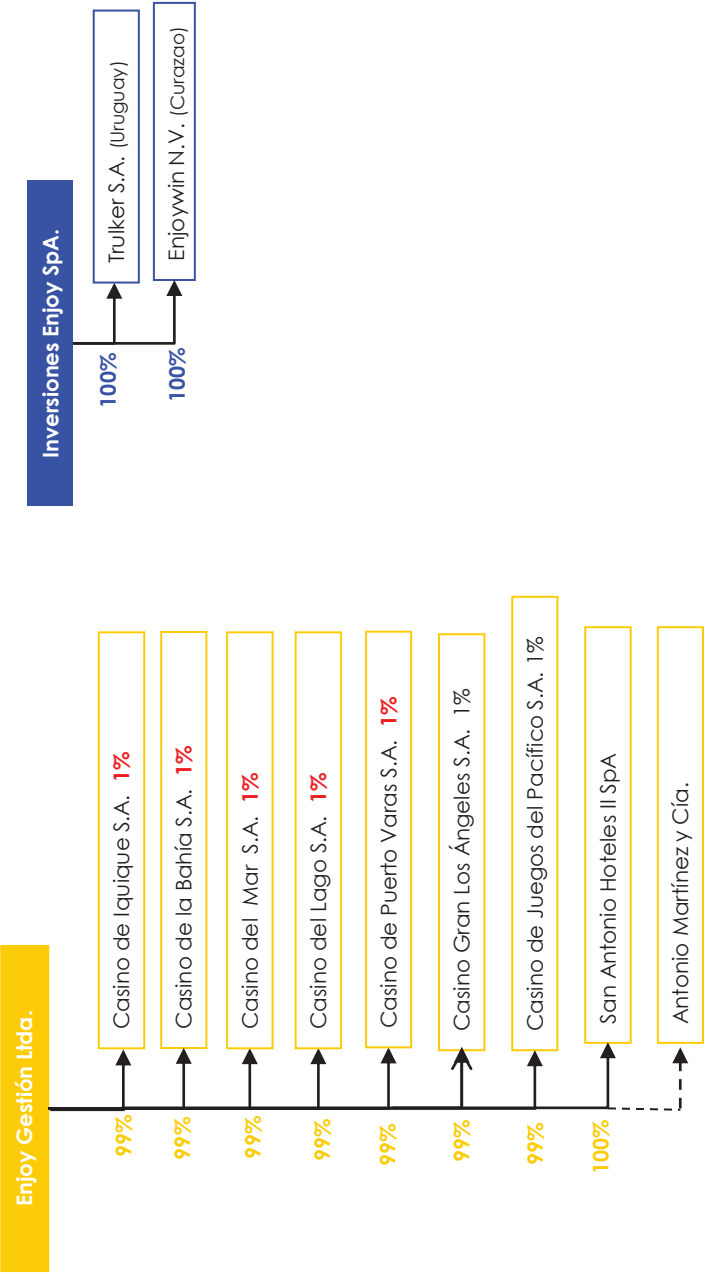 Enjoy Gestión Ltda.
99% Casino de Iquique S.A. 1%
99% Casino de la Bahía S.A. 1%
99% Casino del Mar S.A. 1%
99% Casino del Lago S.A. 1%
99% Casino de Puerto Varas S.A. 1%
99% Casino Gran Los Ángeles S.A. 1%
99% Casino de Juegos del Pacífico S.A. 1%
100% San Antonio Hoteles II SpA
Antonio Martínez y Cía.
Inversiones Enjoy SpA.
100% Trulker S.A. (Uruguay)
100% Enjoywin N.V. (Curazao)